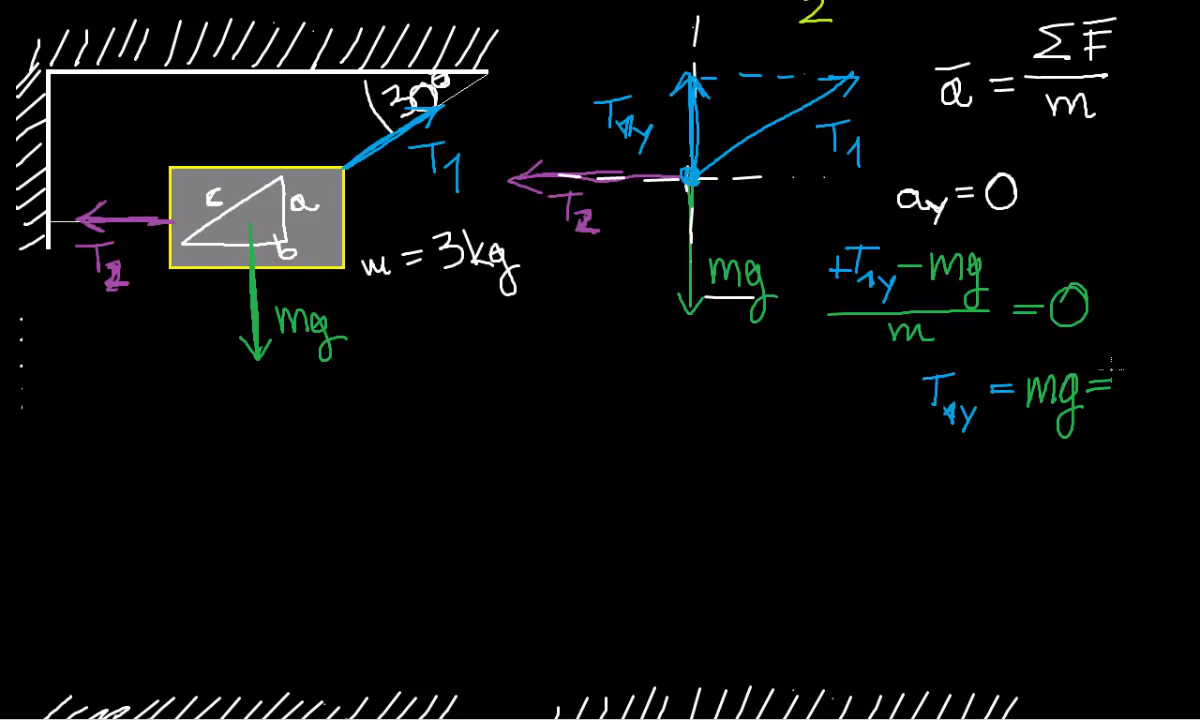 2
30°
T₁
c
a
b
T₂
m = 3kg
mg
T₁y
T₁
T₂
mg
a̅ = ΣF̅ / m
ay = 0
+T₁y − mg / m = 0
T₁y = mg =